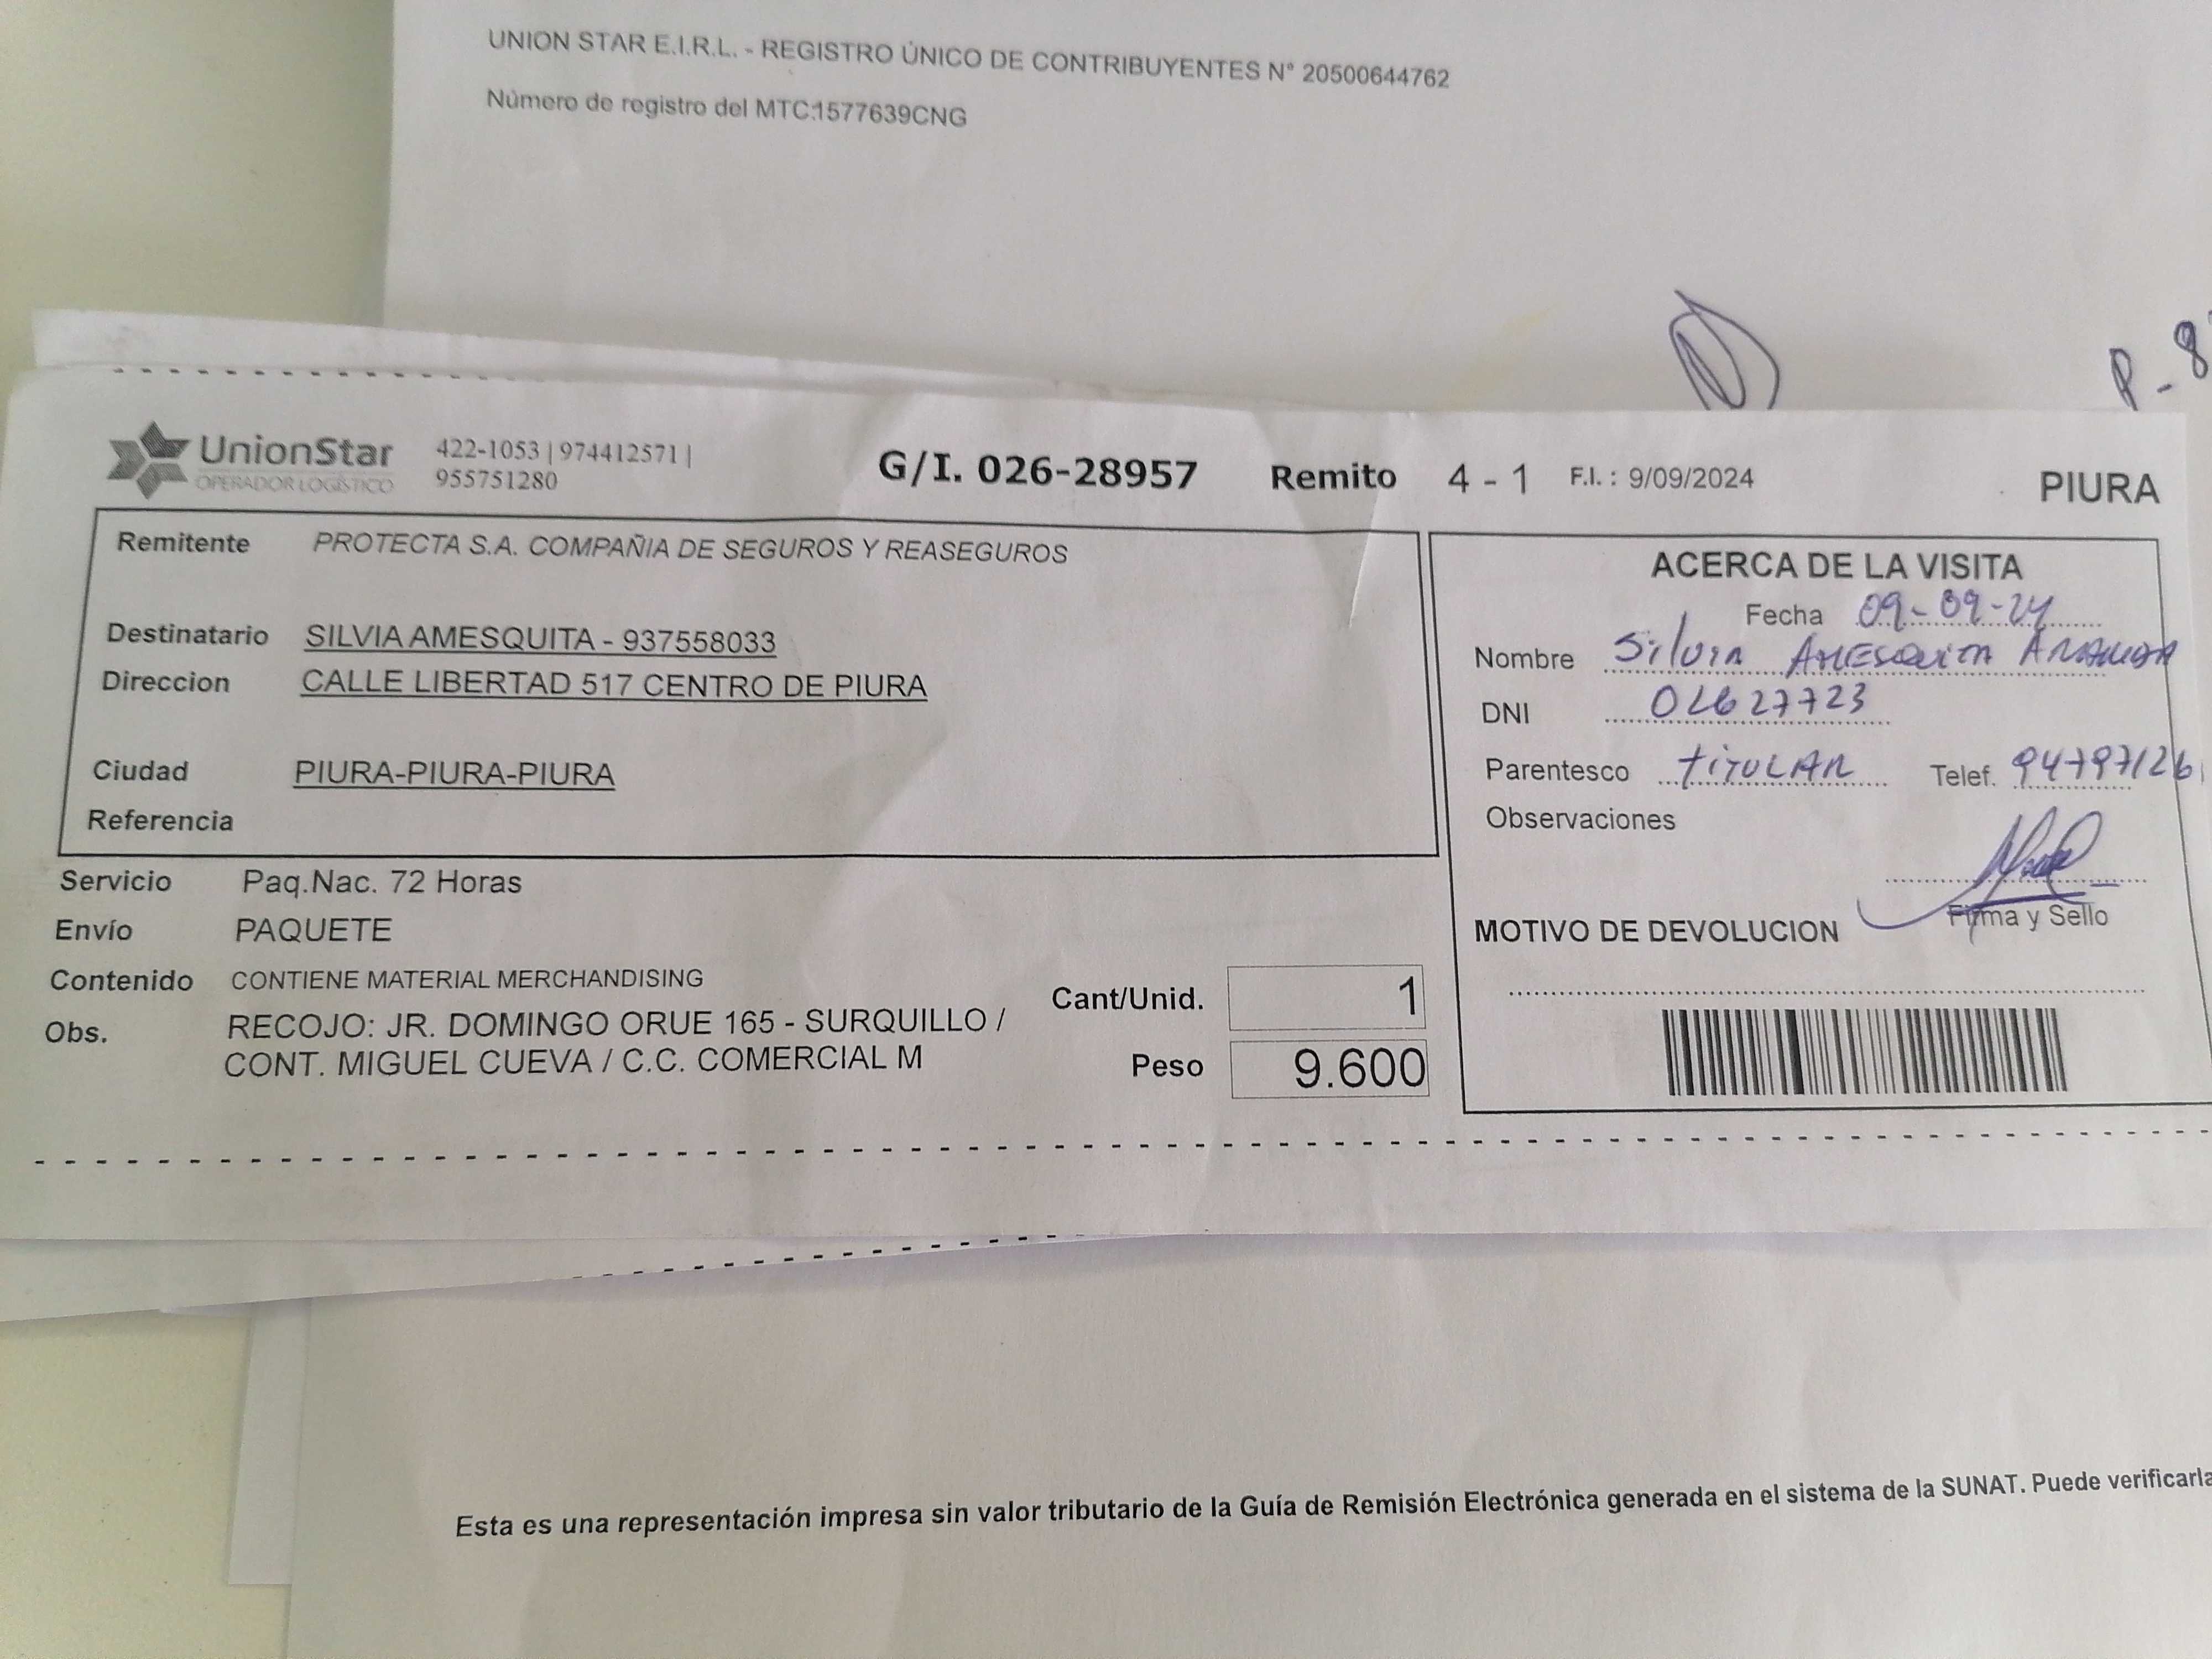 UNION STAR E.I.R.L. - REGISTRO ÚNICO DE CONTRIBUYENTES N° 20500644762
Número de registro del MTC:1577639CNG
P-8
UnionStar
OPERADOR LOGÍSTICO
422-1053 | 974412571 |
955751280
G/I. 026-28957 Remito 4 - 1 F.I. : 9/09/2024 PIURA
Remitente PROTECTA S.A. COMPAÑIA DE SEGUROS Y REASEGUROS
Destinatario SILVIA AMESQUITA - 937558033
Direccion CALLE LIBERTAD 517 CENTRO DE PIURA
Ciudad PIURA-PIURA-PIURA
Referencia
Servicio Paq.Nac. 72 Horas
Envío PAQUETE
Contenido CONTIENE MATERIAL MERCHANDISING
Obs. RECOJO: JR. DOMINGO ORUE 165 - SURQUILLO /
CONT. MIGUEL CUEVA / C.C. COMERCIAL M
Cant/Unid. 1
Peso 9.600
ACERCA DE LA VISITA
Fecha 09-09-24
Nombre Silvia AMESQUITA
DNI 02627723
Parentesco TITULAR Telef. 947971261
Observaciones
Firma y Sello
MOTIVO DE DEVOLUCION
Esta es una representación impresa sin valor tributario de la Guía de Remisión Electrónica generada en el sistema de la SUNAT. Puede verificarla